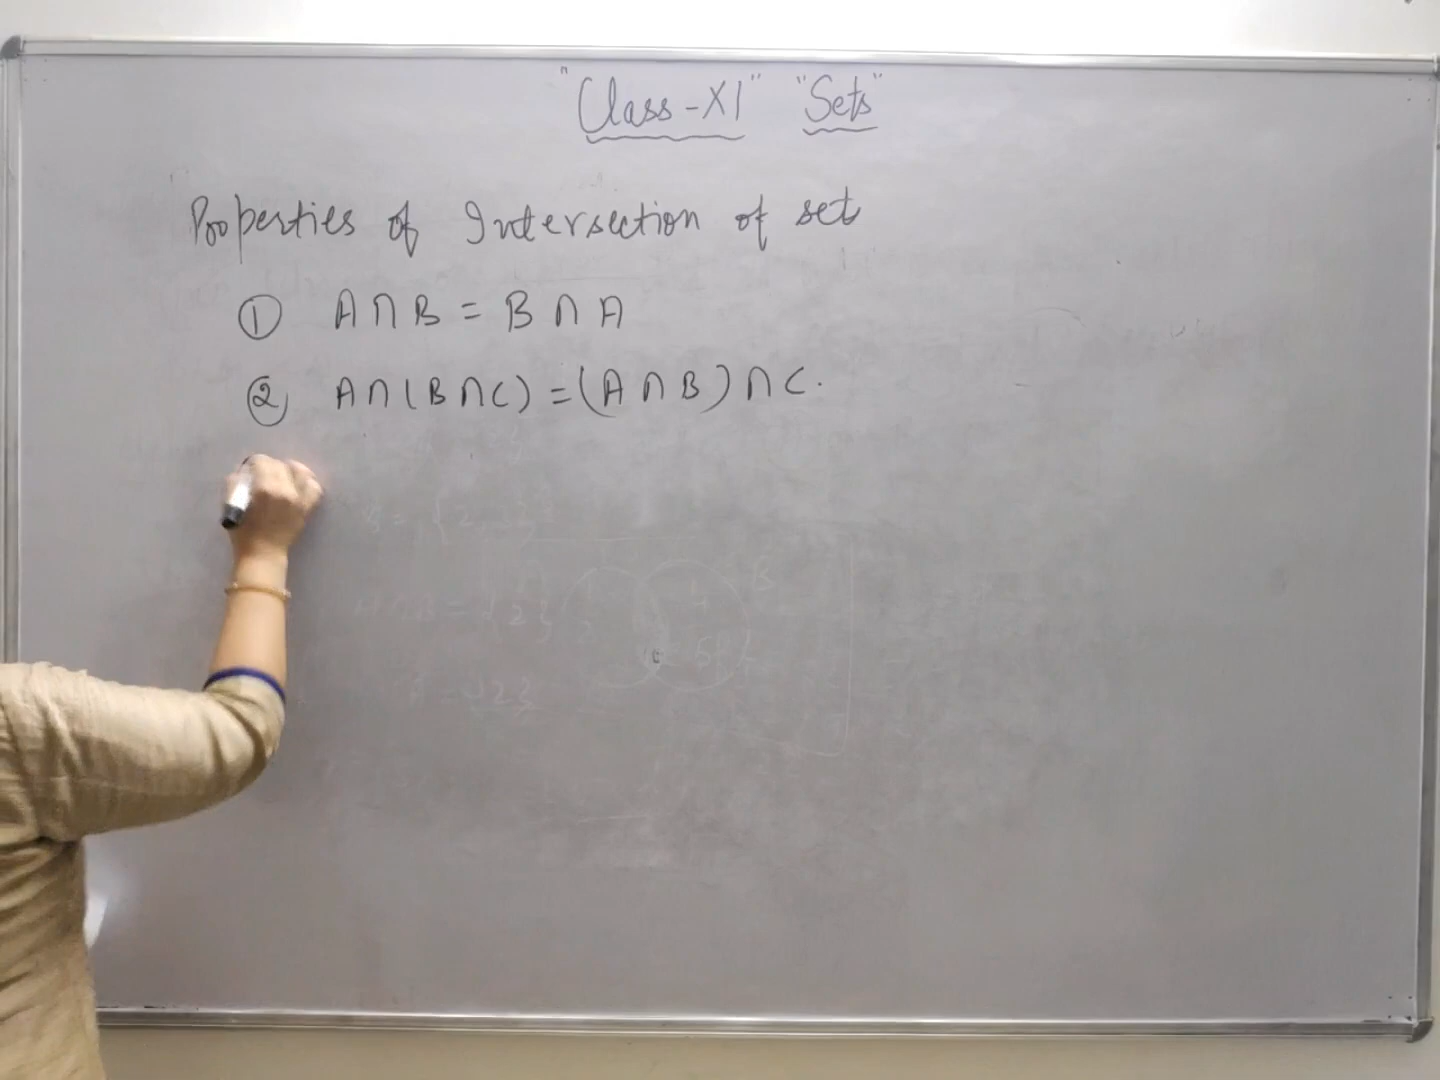 "Class-XI" "Sets"
Properties of Intersection of set
① A∩B = B∩A
② A∩(B∩C) = (A∩B)∩C.